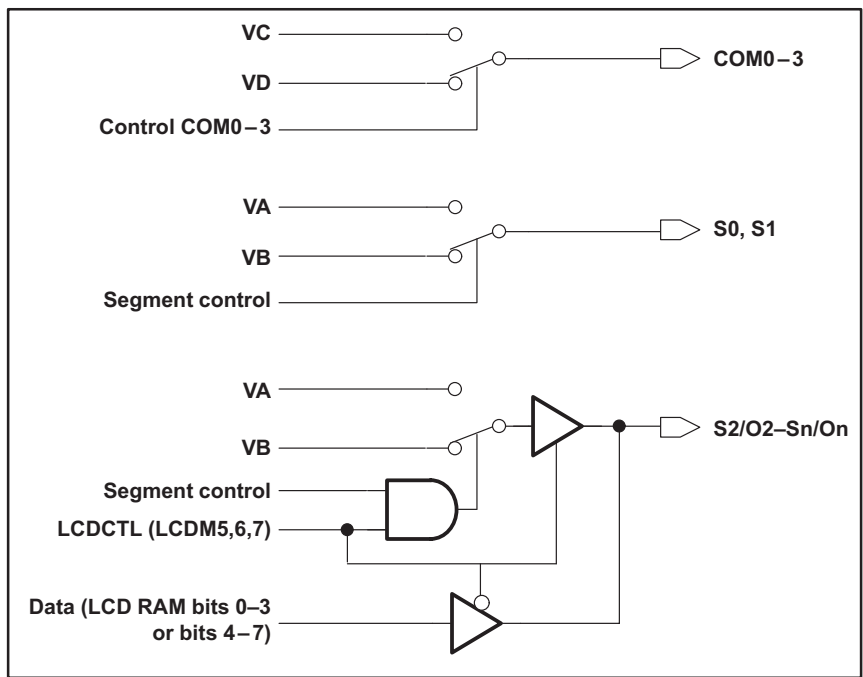 VC
VD
COM0–3
Control COM0–3
VA
VB
S0, S1
Segment control
VA
VB
S2/O2–Sn/On
Segment control
LCDCTL (LCDM5,6,7)
Data (LCD RAM bits 0–3
or bits 4–7)